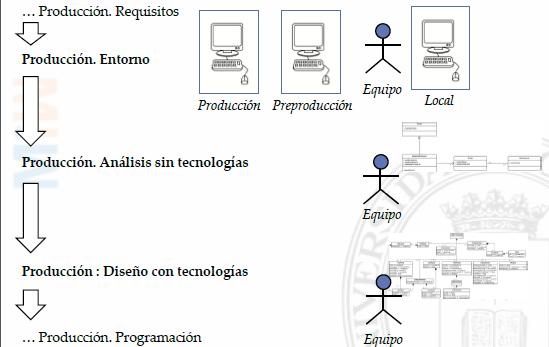 … Producción. Requisitos
Producción. Entorno
Producción
Preproducción
Equipo
Local
Producción. Análisis sin tecnologías
Equipo
Producción : Diseño con tecnologías
… Producción. Programación
Equipo